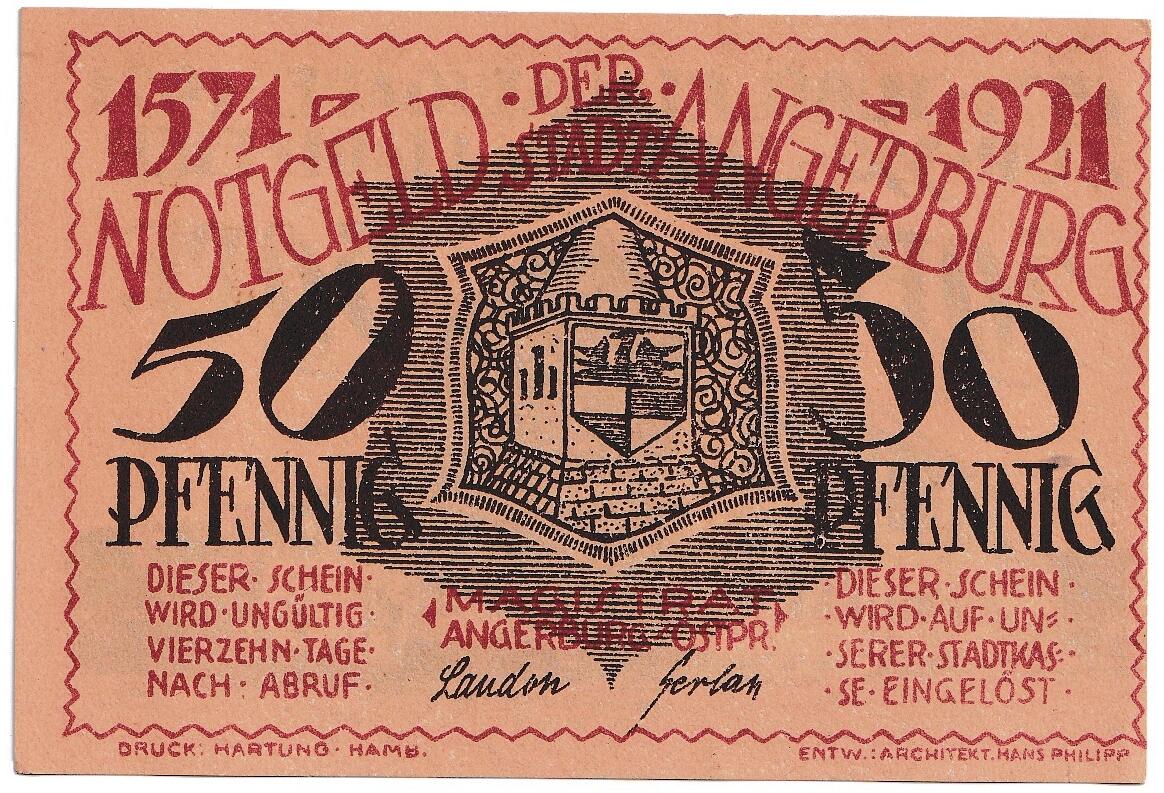 1571 - · DER · - 1921
NOTGELD STADT ANGERBURG
50 50
PFENNIG PFENNIG
DIESER · SCHEIN ·
WIRD · UNGÜLTIG ·
VIERZEHN · TAGE ·
NACH · ABRUF ·
MAGISTRAT
ANGERBURG / OSTPR.
Laudon
· DIESER · SCHEIN ·
· WIRD · AUF · UN=
· SERER · STADTKAS=
· SE · EINGELÖST ·
DRUCK: HARTUNG · HAMB.
ENTW.: ARCHITEKT. HANS PHILIPP